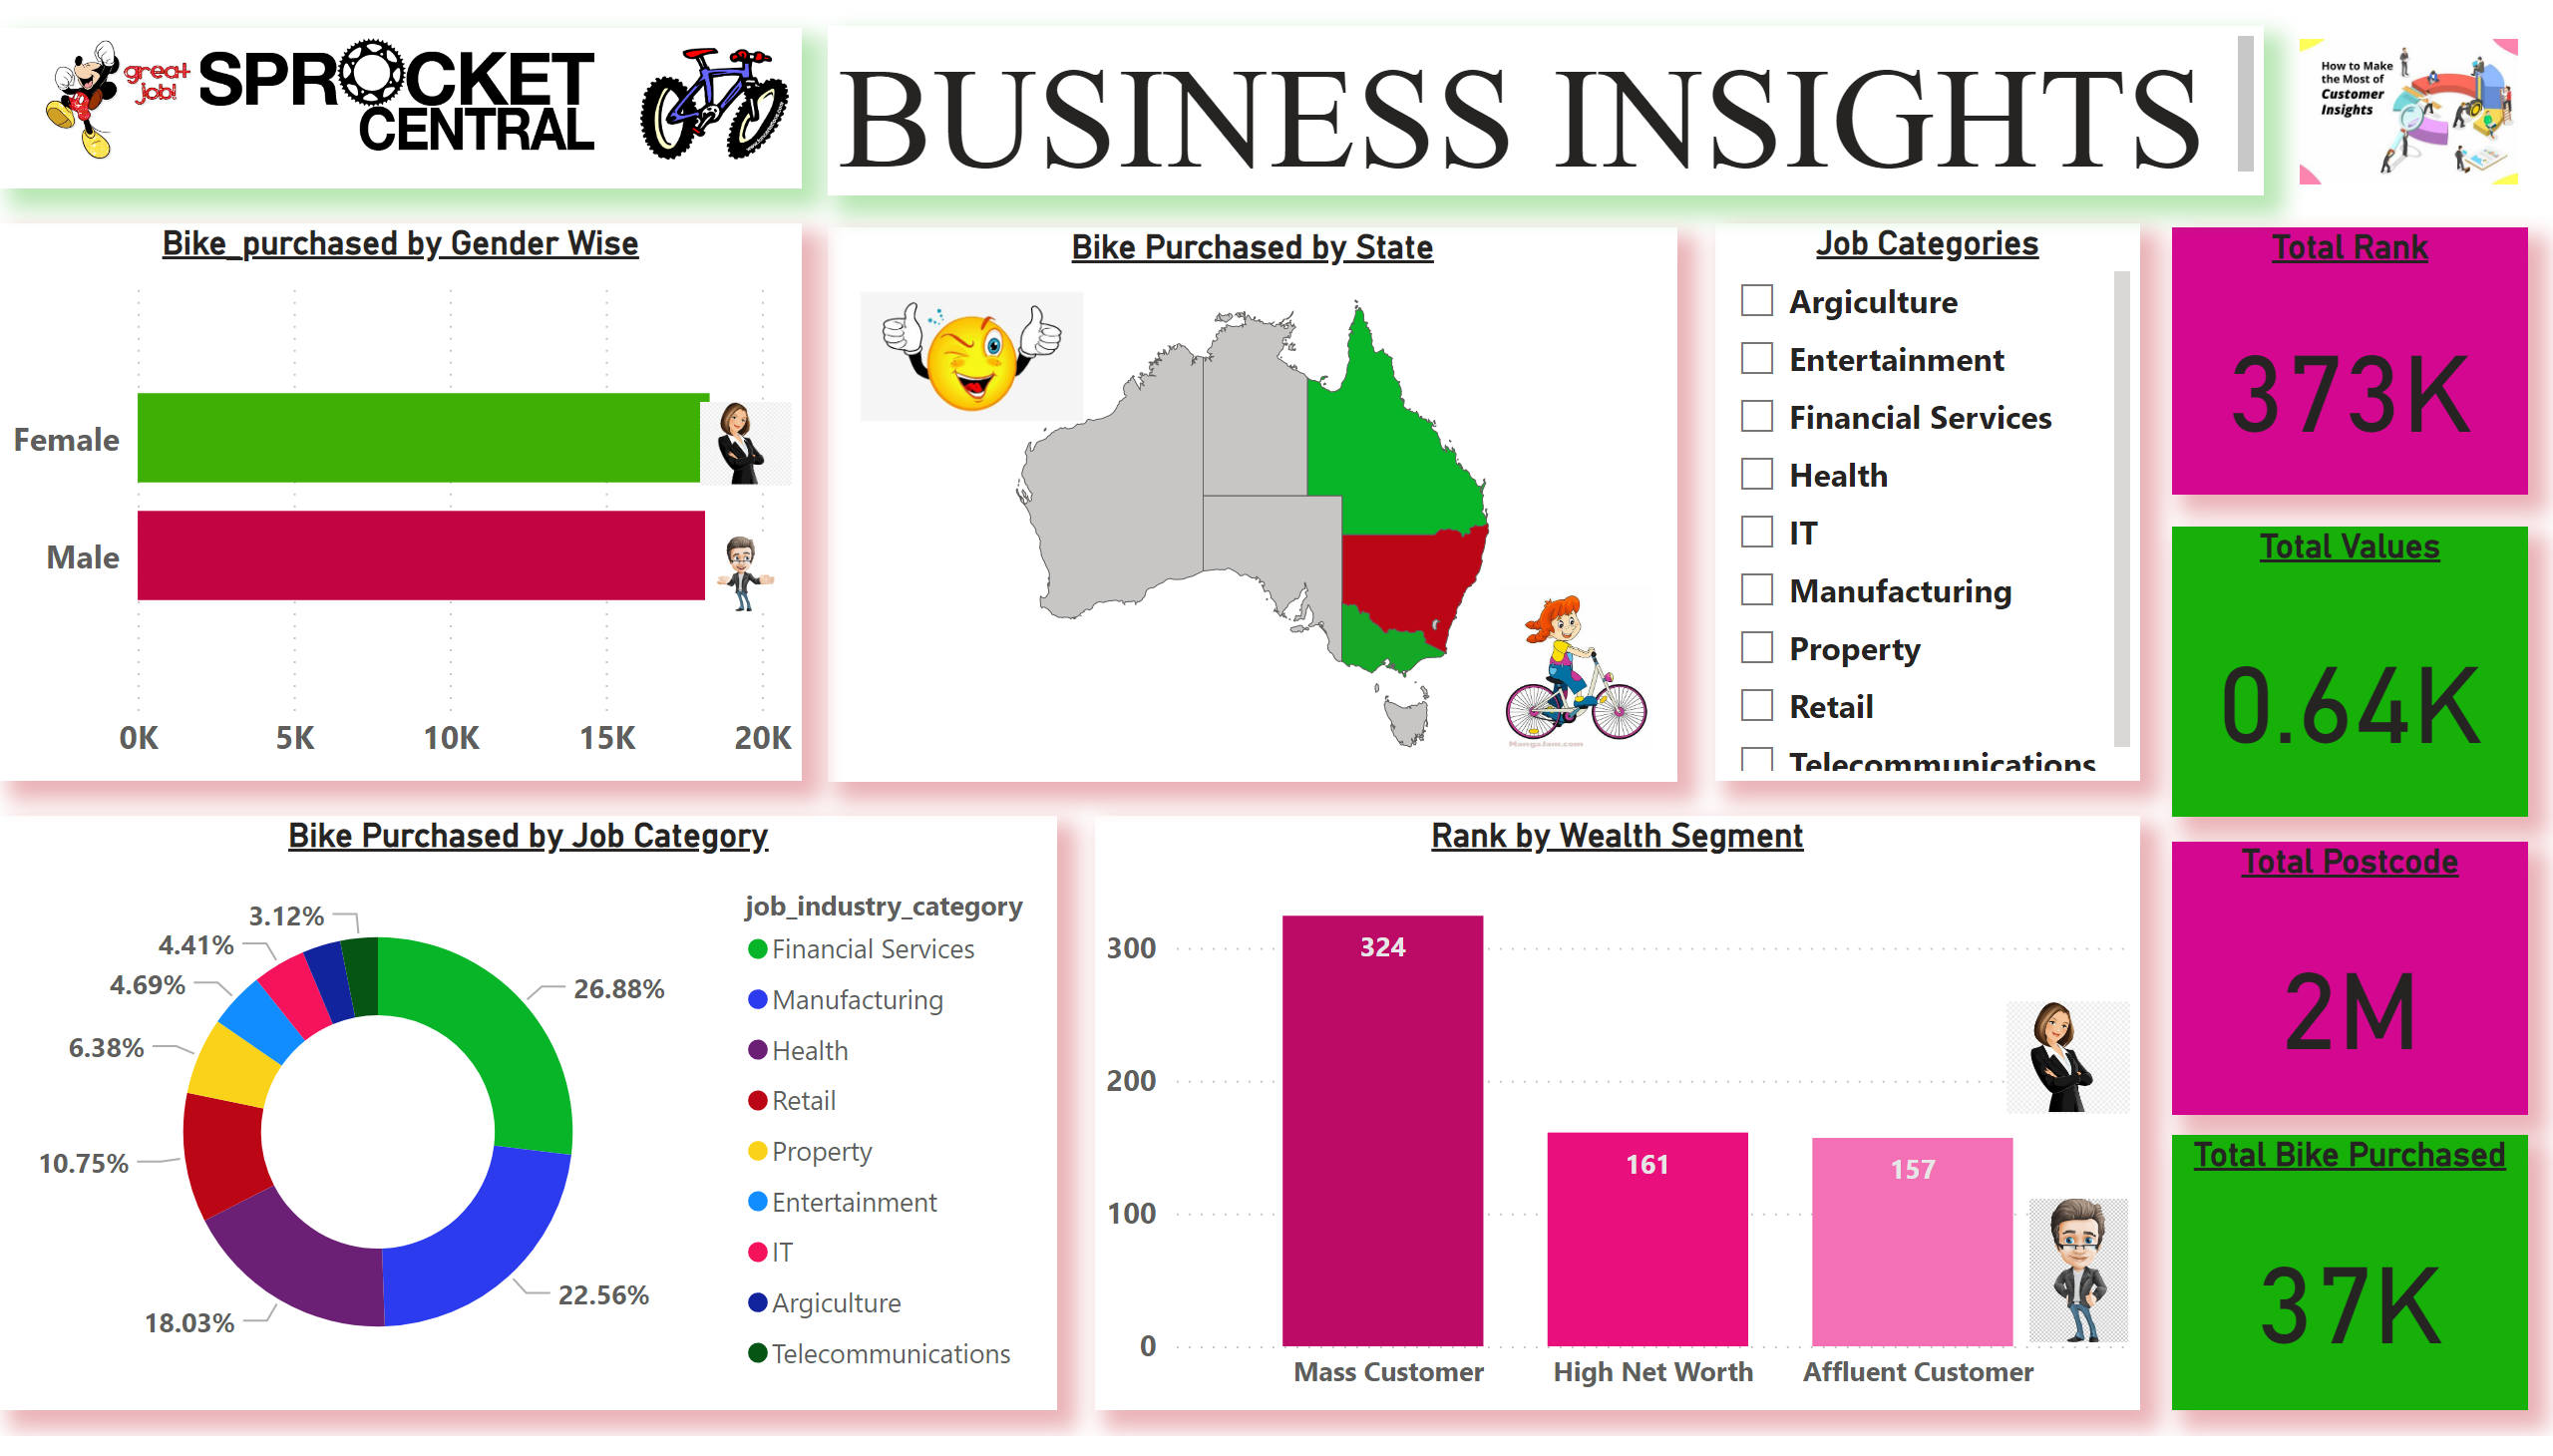 great
job!
SPROCKET
CENTRAL
BUSINESS INSIGHTS
How to Make
the Most of
Customer
Insights
Bike_purchased by Gender Wise
Female
Male
0K 5K 10K 15K 20K
Bike Purchased by State
MangaJam.com
Job Categories
Argiculture
Entertainment
Financial Services
Health
IT
Manufacturing
Property
Retail
Telecommunications
Total Rank
373K
Total Values
0.64K
Total Postcode
2M
Total Bike Purchased
37K
Bike Purchased by Job Category
3.12%
4.41%
4.69%
6.38%
10.75%
18.03%
26.88%
22.56%
job_industry_category
Financial Services
Manufacturing
Health
Retail
Property
Entertainment
IT
Argiculture
Telecommunications
Rank by Wealth Segment
300
200
100
0
324
161
157
Mass Customer High Net Worth Affluent Customer